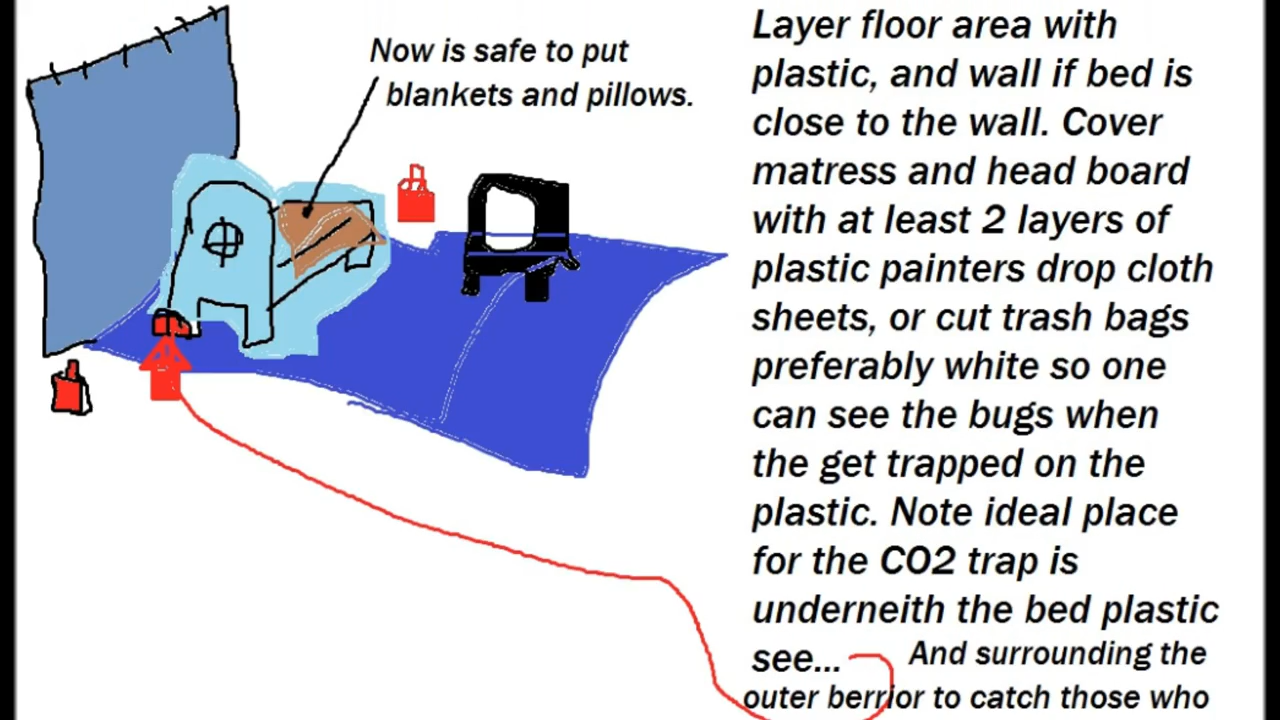 Now is safe to put
blankets and pillows.
Layer floor area with
plastic, and wall if bed is
close to the wall. Cover
matress and head board
with at least 2 layers of
plastic painters drop cloth
sheets, or cut trash bags
preferably white so one
can see the bugs when
the get trapped on the
plastic. Note ideal place
for the CO2 trap is
underneith the bed plastic
see... And surrounding the
outer berrior to catch those who